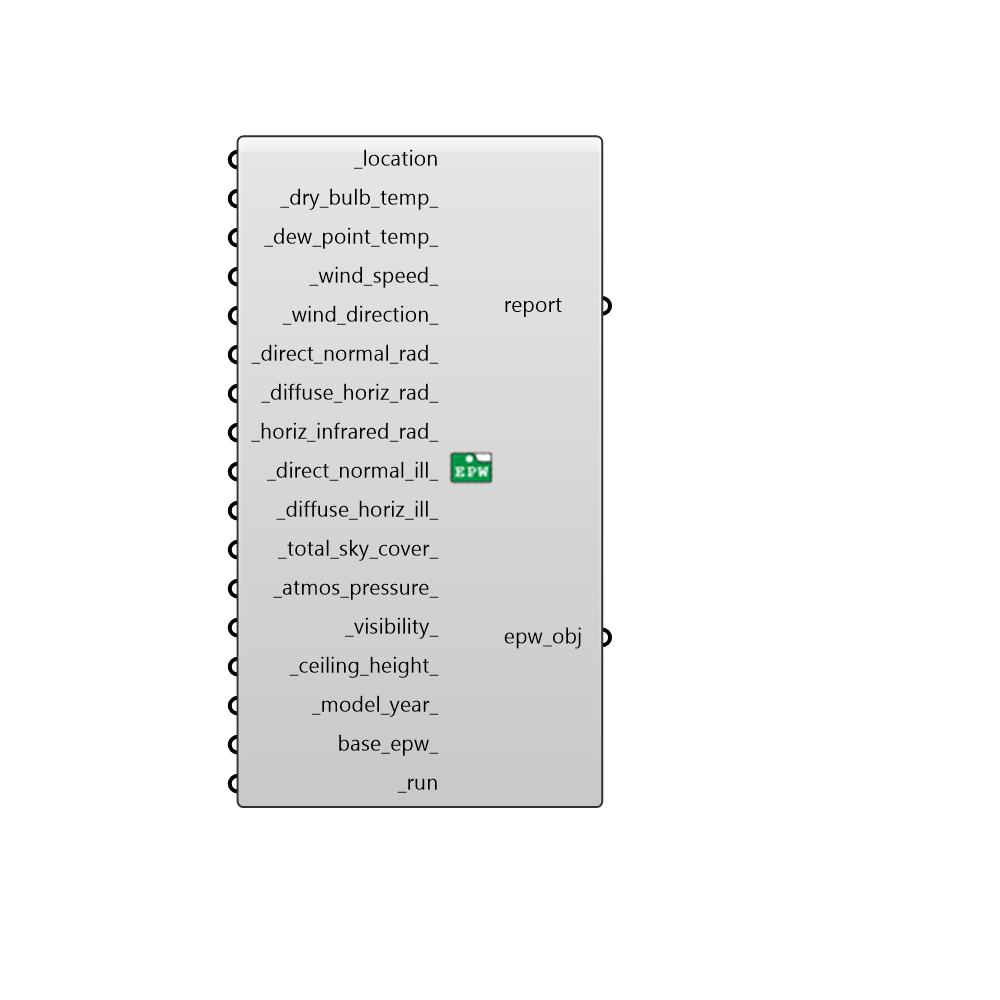 _location
_dry_bulb_temp_
_dew_point_temp_
_wind_speed_
_wind_direction_
_direct_normal_rad_
_diffuse_horiz_rad_
_horiz_infrared_rad_
_direct_normal_ill_
_diffuse_horiz_ill_
_total_sky_cover_
_atmos_pressure_
_visibility_
_ceiling_height_
_model_year_
base_epw_
_run
EPW
report
epw_obj